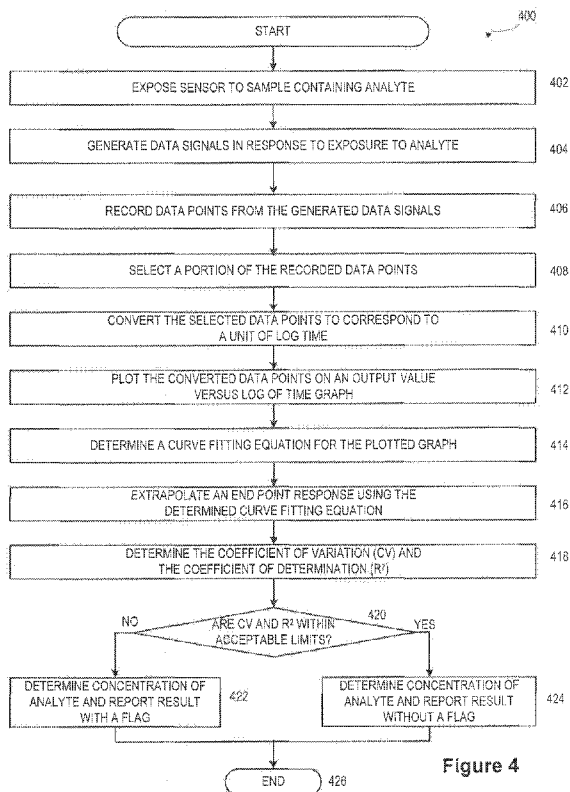 START
400
EXPOSE SENSOR TO SAMPLE CONTAINING ANALYTE
402
GENERATE DATA SIGNALS IN RESPONSE TO EXPOSURE TO ANALYTE
404
RECORD DATA POINTS FROM THE GENERATED DATA SIGNALS
406
SELECT A PORTION OF THE RECORDED DATA POINTS
408
CONVERT THE SELECTED DATA POINTS TO CORRESPOND TO
A UNIT OF LOG TIME
410
PLOT THE CONVERTED DATA POINTS ON AN OUTPUT VALUE
VERSUS LOG OF TIME GRAPH
412
DETERMINE A CURVE FITTING EQUATION FOR THE PLOTTED GRAPH
414
EXTRAPOLATE AN END POINT RESPONSE USING THE
DETERMINED CURVE FITTING EQUATION
416
DETERMINE THE COEFFICIENT OF VARIATION (CV) AND
THE COEFFICIENT OF DETERMINATION (R²)
418
420
NO
ARE CV AND R² WITHIN
ACCEPTABLE LIMITS?
YES
DETERMINE CONCENTRATION OF
ANALYTE AND REPORT RESULT
WITH A FLAG
422
DETERMINE CONCENTRATION OF
ANALYTE AND REPORT RESULT
WITHOUT A FLAG
424
END
426
Figure 4